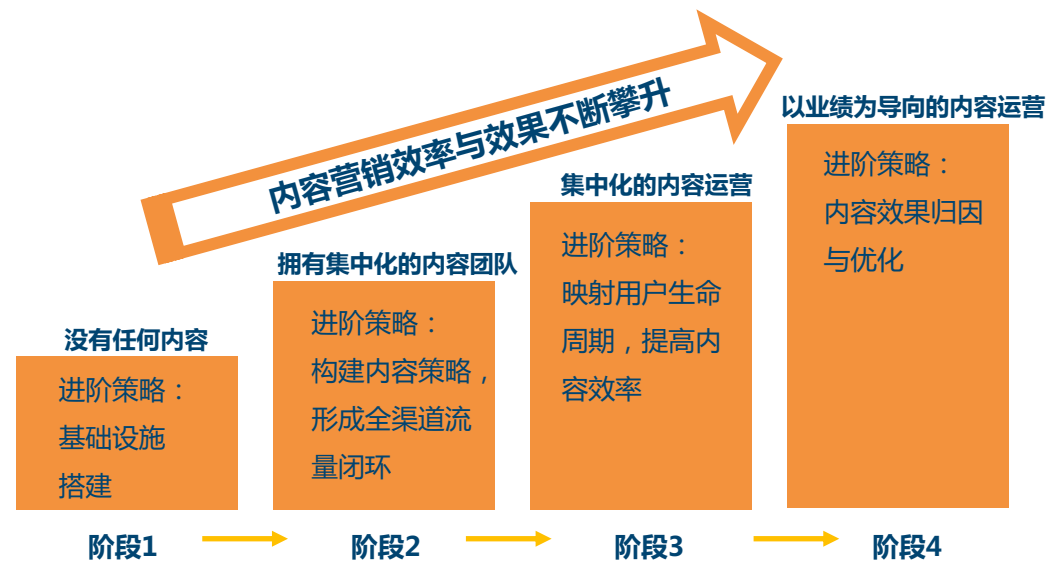 内容营销效率与效果不断攀升
没有任何内容
进阶策略：
基础设施
搭建
拥有集中化的内容团队
进阶策略：
构建内容策略，
形成全渠道流
量闭环
集中化的内容运营
进阶策略：
映射用户生命
周期，提高内
容效率
以业绩为导向的内容运营
进阶策略：
内容效果归因
与优化
阶段1
阶段2
阶段3
阶段4